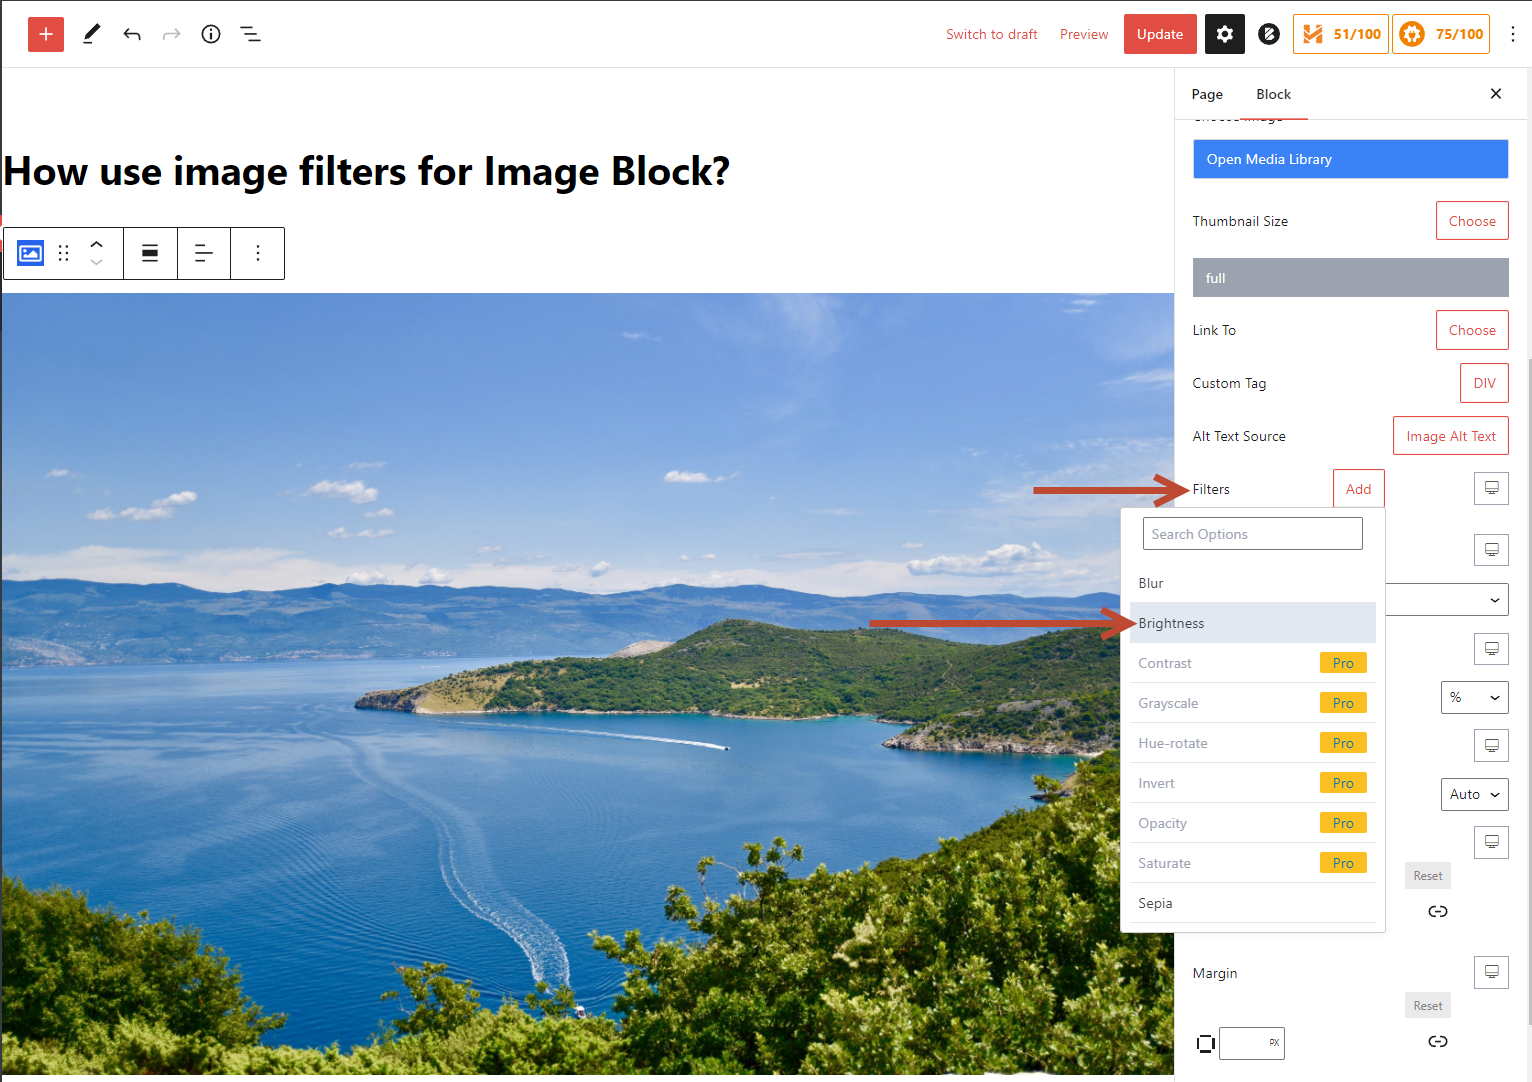 Switch to draft
Preview
Update
51/100
75/100
Page
Block
Choose Image
Open Media Library
How use image filters for Image Block?
Thumbnail Size
Choose
full
Link To
Choose
Custom Tag
DIV
Alt Text Source
Image Alt Text
Filters
Add
Search Options
Blur
Brightness
Contrast
Pro
Grayscale
Pro
%
Hue-rotate
Pro
Invert
Pro
Auto
Opacity
Pro
Saturate
Pro
Reset
Sepia
Margin
Reset
PX